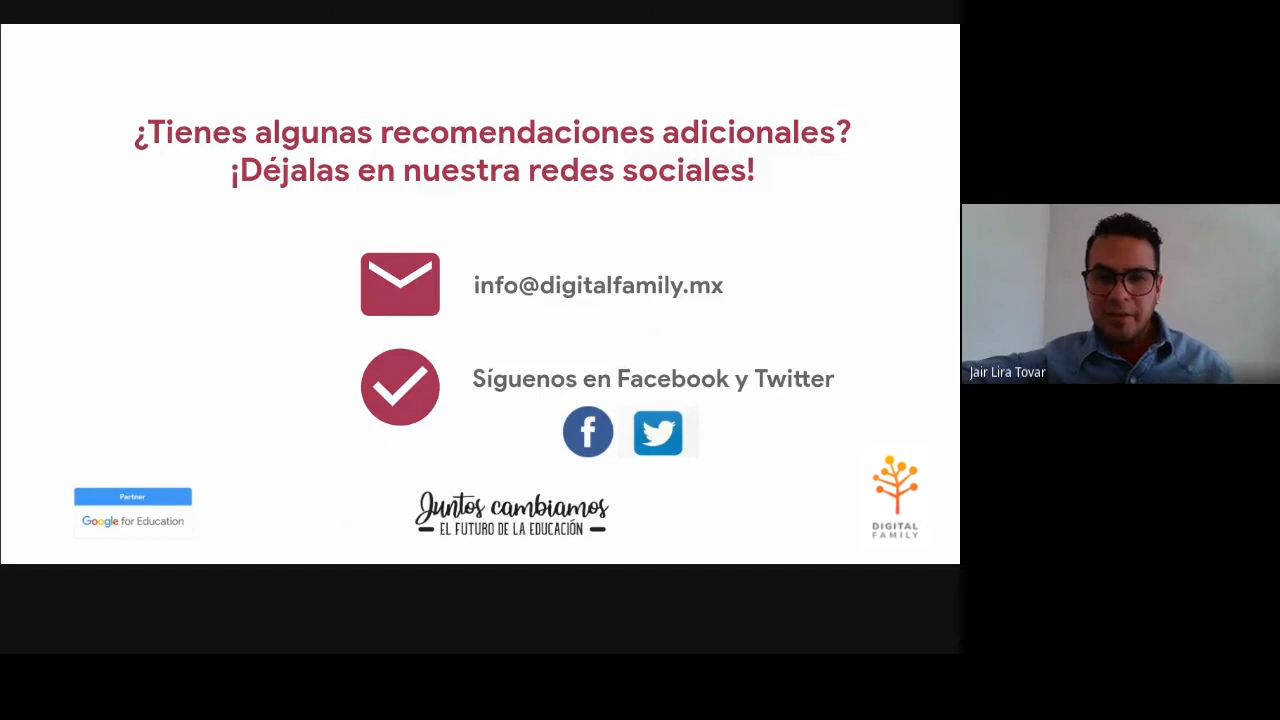 ¿Tienes algunas recomendaciones adicionales?
¡Déjalas en nuestra redes sociales!
info@digitalfamily.mx
Síguenos en Facebook y Twitter
Jair Lira Tovar
Partner
Google for Education
Juntos cambiamos
EL FUTURO DE LA EDUCACIÓN
DIGITAL
FAMILY